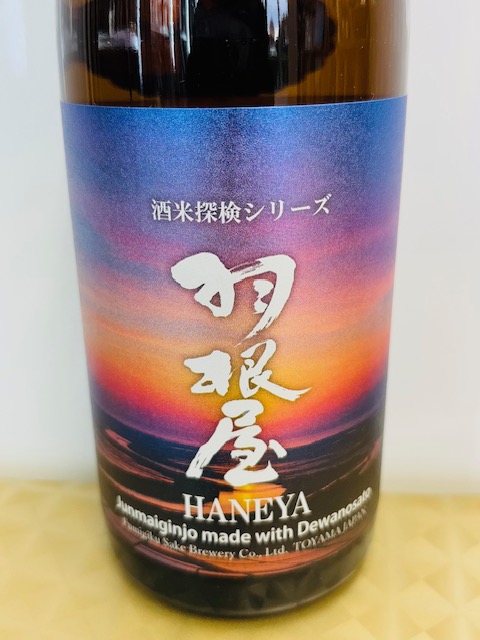 酒米探検シリーズ
羽根屋
HANEYA
Junmaiginjo made with Dewanosato
Fumigiku Sake Brewery Co., Ltd. TOYAMA JAPAN